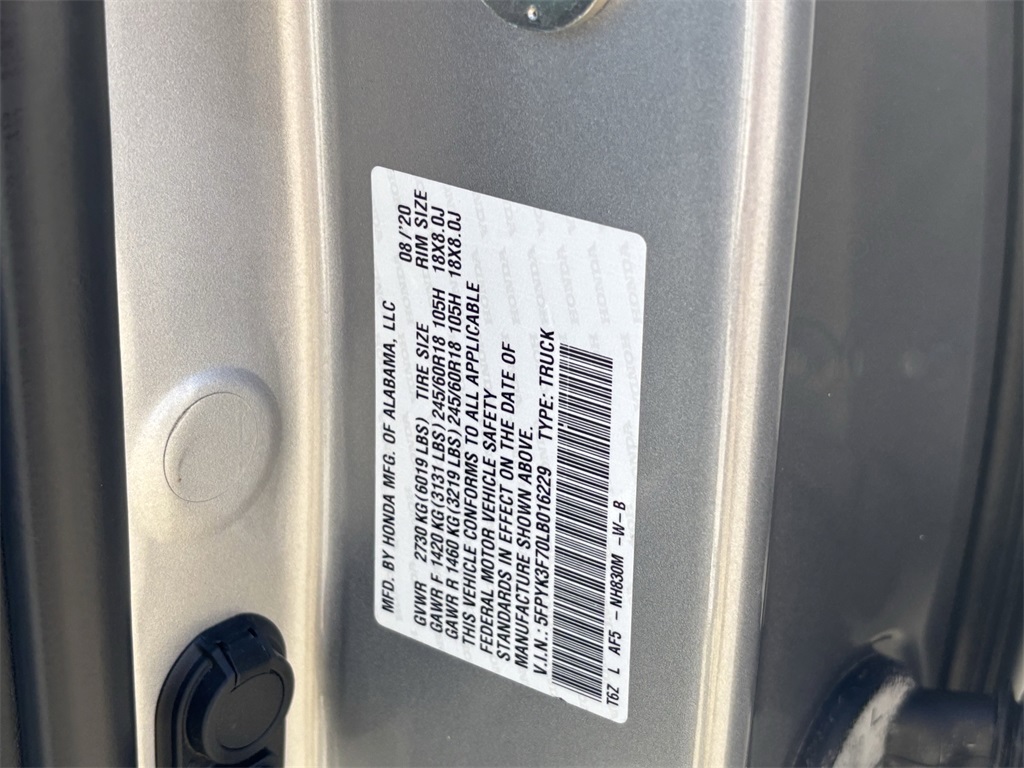 MFD. BY HONDA MFG. OF ALABAMA, LLC 08/'20
GVWR 2730 KG(6019 LBS) TIRE SIZE RIM SIZE
GAWR F 1420 KG(3131 LBS)245/60R18 105H 18X8.0J
GAWR R 1460 KG(3219 LBS)245/60R18 105H 18X8.0J
THIS VEHICLE CONFORMS TO ALL APPLICABLE
FEDERAL MOTOR VEHICLE SAFETY
STANDARDS IN EFFECT ON THE DATE OF
MANUFACTURE SHOWN ABOVE.
V.I.N.: 5FPYK3F70LB016229 TYPE: TRUCK
T6Z L AF5 -NH830M -W-B